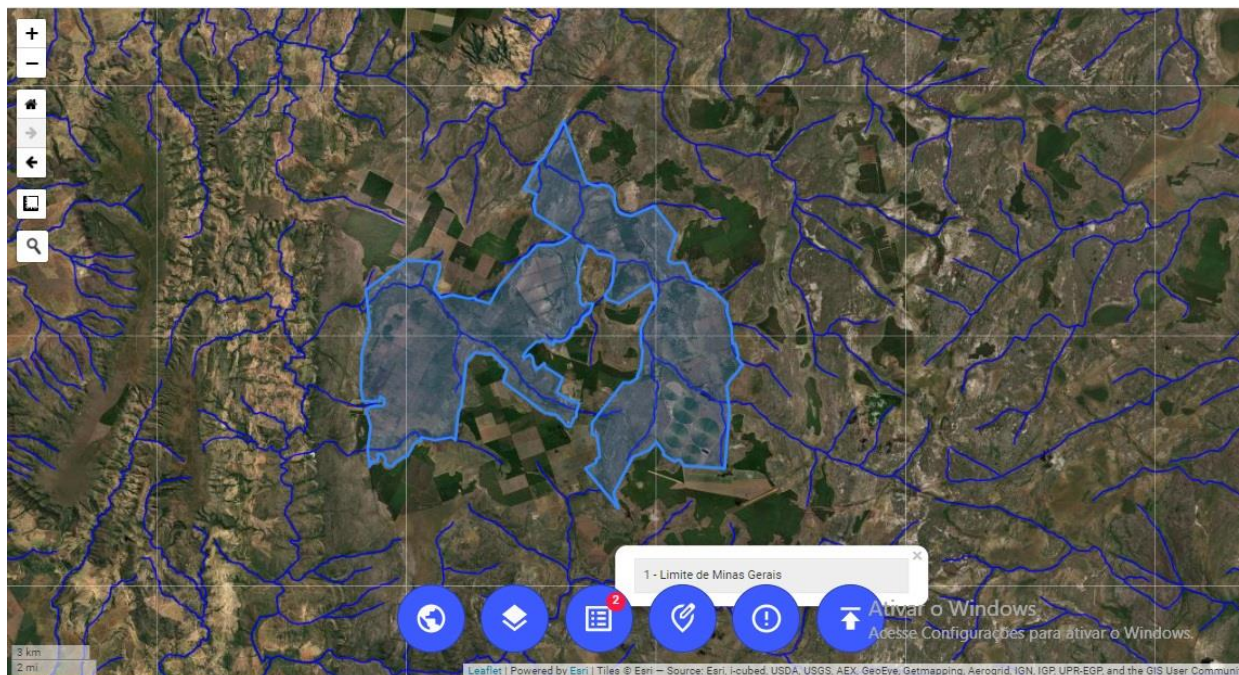 +
−
1 - Limite de Minas Gerais
×
2
Ativar o Windows
Acesse Configurações para ativar o Windows.
3 km
2 mi
Leaflet | Powered by Esri | Tiles © Esri — Source: Esri, i-cubed, USDA, USGS, AEX, GeoEye, Getmapping, Aerogrid, IGN, IGP, UPR-EGP, and the GIS User Communit